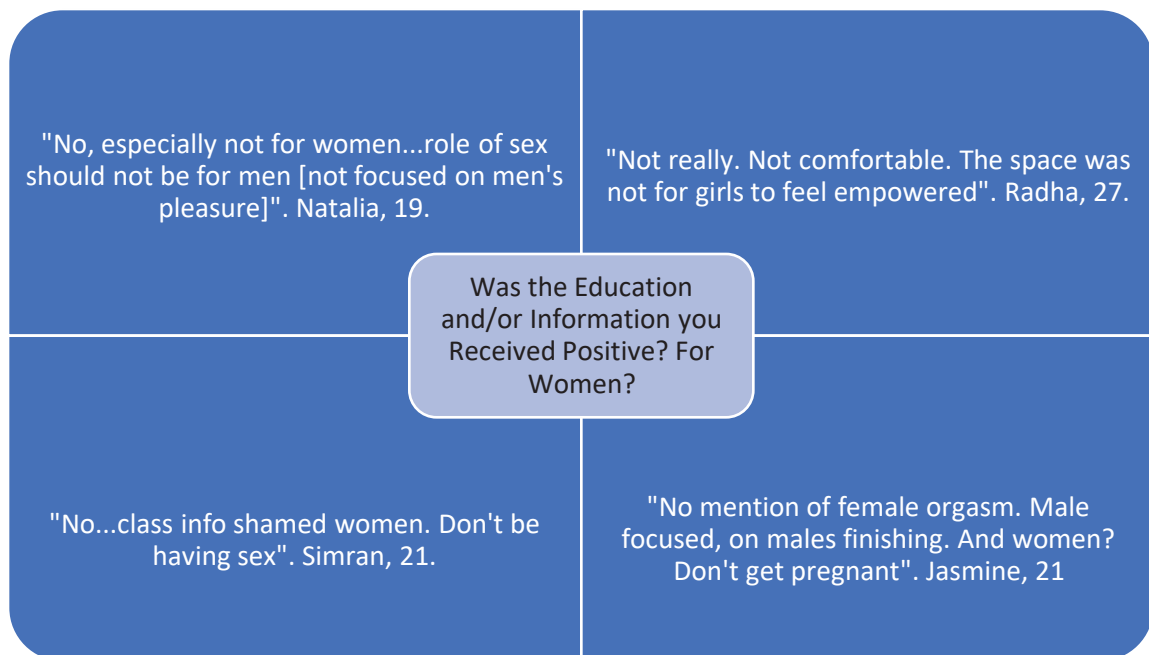 "No, especially not for women...role of sex
should not be for men [not focused on men's
pleasure]". Natalia, 19.
"Not really. Not comfortable. The space was
not for girls to feel empowered". Radha, 27.
Was the Education
and/or Information you
Received Positive? For
Women?
"No...class info shamed women. Don't be
having sex". Simran, 21.
"No mention of female orgasm. Male
focused, on males finishing. And women?
Don't get pregnant". Jasmine, 21